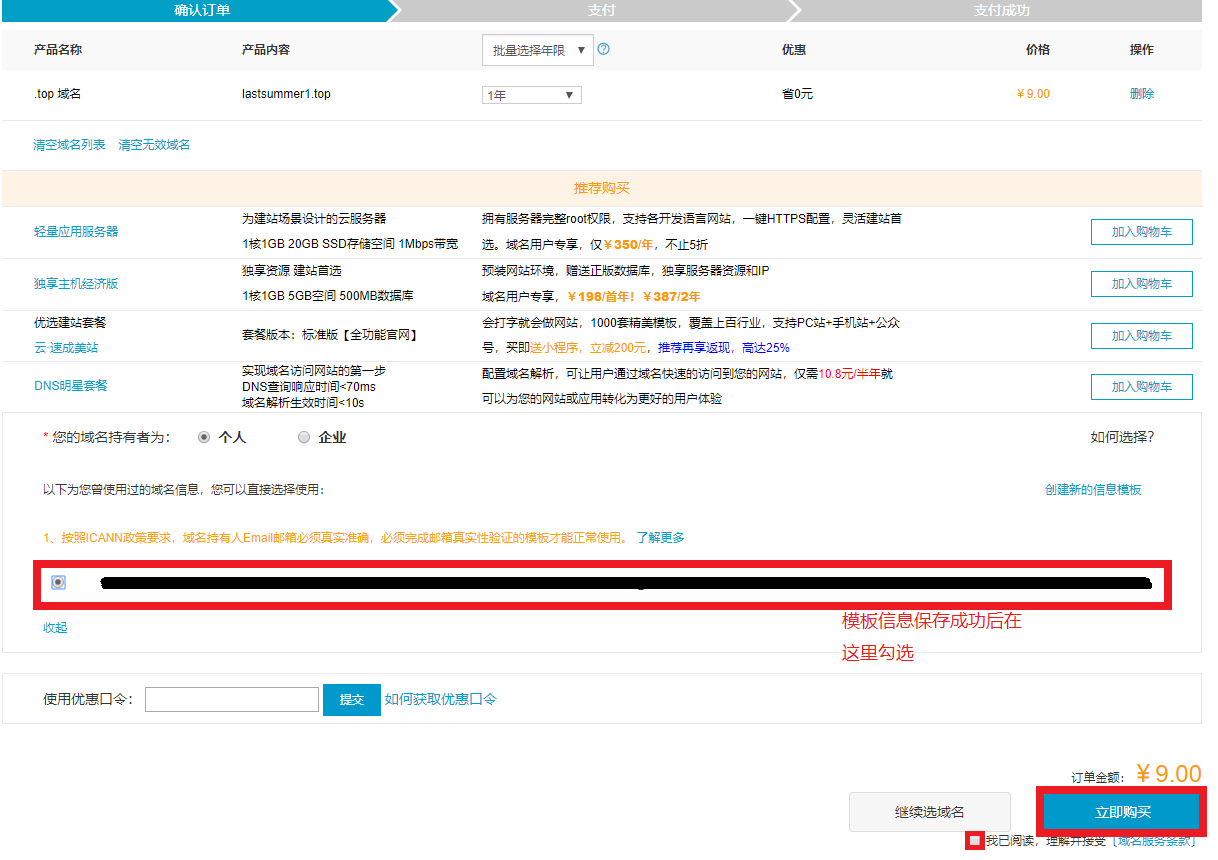 确认订单 支付 支付成功
产品名称 产品内容 批量选择年限 ▼ ? 优惠 价格 操作
.top 域名 lastsummer1.top 1年 ▼ 省0元 ￥9.00 删除
清空域名列表 清空无效域名
推荐购买
轻量应用服务器
为建站场景设计的云服务器
1核1GB 20GB SSD存储空间 1Mbps带宽
拥有服务器完整root权限，支持各开发语言网站，一键HTTPS配置，灵活建站首
选。域名用户专享，仅￥350/年，不止5折
加入购物车
独享主机经济版
独享资源 建站首选
1核1GB 5GB空间 500MB数据库
预装网站环境，赠送正版数据库，独享服务器资源和IP
域名用户专享，￥198/首年！￥387/2年
加入购物车
优选建站套餐
云·速成美站
套餐版本：标准版【全功能官网】
会打字就会做网站，1000套精美模板，覆盖上百行业，支持PC站+手机站+公众
号，买即送小程序，立减200元，推荐再享返现，高达25%
加入购物车
DNS明星套餐
实现域名访问网站的第一步
DNS查询响应时间<70ms
域名解析生效时间<10s
配置域名解析，可让用户通过域名快速的访问到您的网站，仅需10.8元/半年就
可以为您的网站或应用转化为更好的用户体验
加入购物车
* 您的域名持有者为： 个人 企业 如何选择?
以下为您曾使用过的域名信息，您可以直接选择使用： 创建新的信息模板
1、按照ICANN政策要求，域名持有人Email邮箱必须真实准确，必须完成邮箱真实性验证的模板才能正常使用。 了解更多
收起
模板信息保存成功后在
这里勾选
使用优惠口令： 提交 如何获取优惠口令
订单金额： ￥9.00
继续选域名 立即购买
我已阅读，理解并接受［域名服务条款］